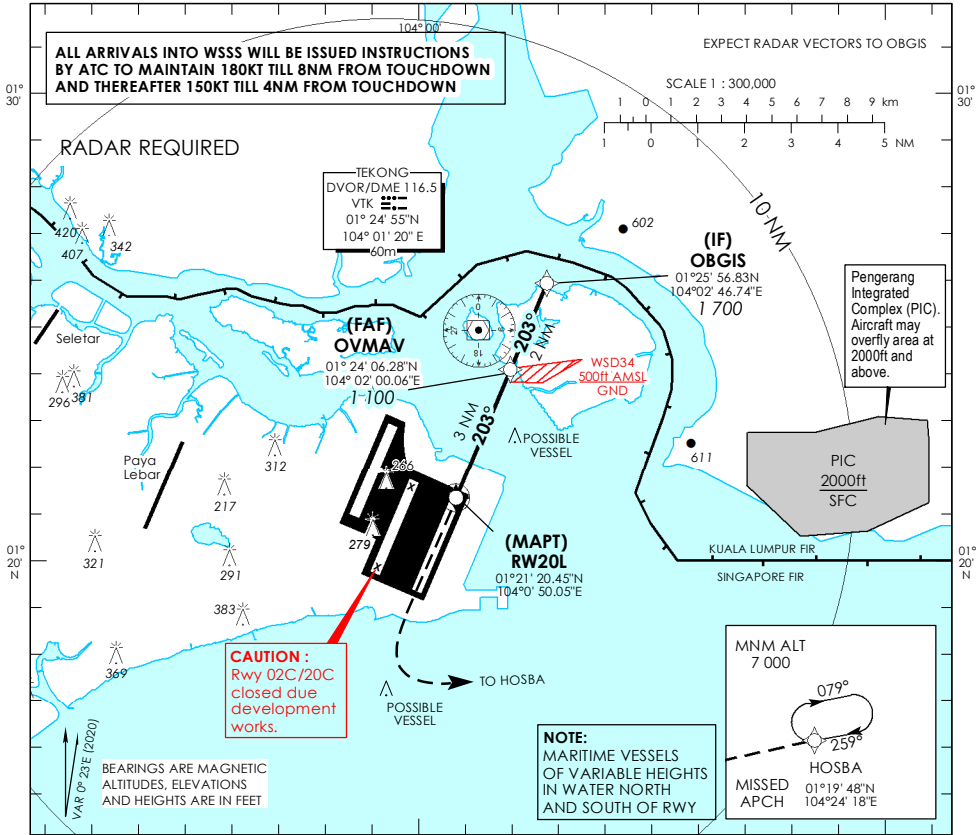 104° 00'
ALL ARRIVALS INTO WSSS WILL BE ISSUED INSTRUCTIONS
BY ATC TO MAINTAIN 180KT TILL 8NM FROM TOUCHDOWN
AND THEREAFTER 150KT TILL 4NM FROM TOUCHDOWN
EXPECT RADAR VECTORS TO OBGIS
SCALE 1 : 300,000
1 0 1 2 3 4 5 6 7 8 9 km
1 0 1 2 3 4 5 NM
01°
30'
01°
30'
RADAR REQUIRED
TEKONG
DVOR/DME 116.5
VTK
01° 24' 55"N
104° 01' 20" E
60m
10 NM
602
(IF)
OBGIS
01°25' 56.83N
104°02' 46.74"E
1 700
420
407
342
Pengerang
Integrated
Complex (PIC).
Aircraft may
overfly area at
2000ft and
above.
Seletar
(FAF)
OVMAV
01° 24' 06.28"N
104° 02' 00.06"E
1 100
0
9
18
27
203°
2 NM
WSD34
500ft AMSL
GND
296
381
3 NM
203°
POSSIBLE
VESSEL
611
312
Paya
Lebar
266
217
PIC
2000ft
SFC
279
x
x
321
291
(MAPT)
RW20L
01°21' 20.45"N
104°0' 50.05"E
KUALA LUMPUR FIR
SINGAPORE FIR
01°
20'
N
01°
20'
N
383
369
CAUTION :
Rwy 02C/20C
closed due
development
works.
TO HOSBA
POSSIBLE
VESSEL
MNM ALT
7 000
079°
259°
HOSBA
01°19' 48"N
104°24' 18"E
MISSED
APCH
NOTE:
MARITIME VESSELS
OF VARIABLE HEIGHTS
IN WATER NORTH
AND SOUTH OF RWY
VAR 0° 23'E (2020)
BEARINGS ARE MAGNETIC
ALTITUDES, ELEVATIONS
AND HEIGHTS ARE IN FEET